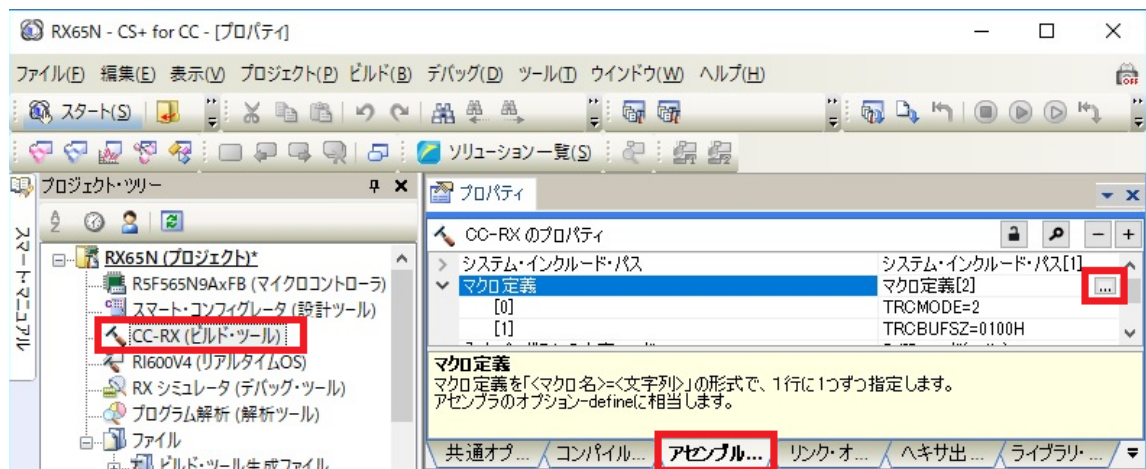 RX65N - CS+ for CC - [プロパティ]
ファイル(F) 編集(E) 表示(V) プロジェクト(P) ビルド(B) デバッグ(D) ツール(T) ウインドウ(W) ヘルプ(H)
スタート(S)
ソリューション一覧(S)
プロジェクト・ツリー
プロパティ
スマート・マニュアル
CC-RX のプロパティ
RX65N (プロジェクト)*
システム・インクルード・パス システム・インクルード・パス[1]
R5F565N9AxFB (マイクロコントローラ)
マクロ定義 マクロ定義[2] ...
スマート・コンフィグレータ (設計ツール)
[0] TRCMODE=2
CC-RX (ビルド・ツール)
[1] TRCBUFSZ=0100H
RI600V4 (リアルタイムOS)
RX シミュレータ (デバッグ・ツール)
プログラム解析 (解析ツール)
ファイル
ビルド・ツール生成ファイル
マクロ定義
マクロ定義を「<マクロ名>=<文字列>」の形式で、1行に1つずつ指定します。
アセンブラのオプション-defineに相当します。
共通オプ... コンパイル... アセンブル... リンク・オ... ヘキサ出... ライブラリ・...